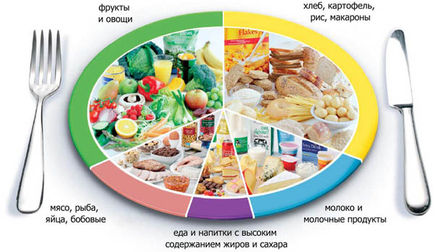 фрукты
и овощи
хлеб, картофель,
рис, макароны
Flakes
мясо, рыба,
яйца, бобовые
еда и напитки с высоким
содержанием жиров и сахара
молоко и
молочные продукты